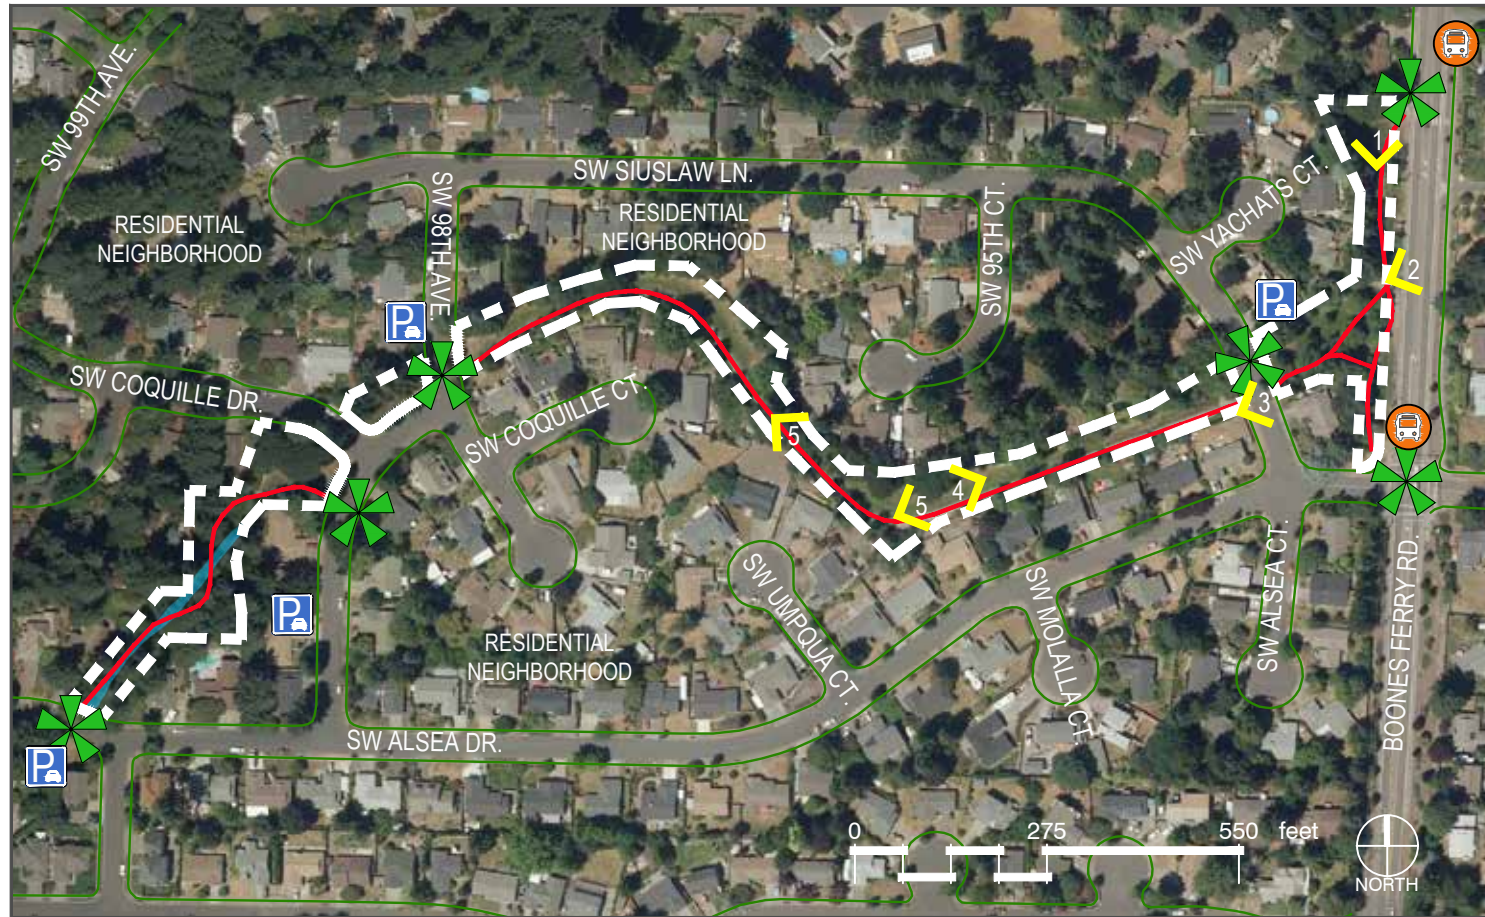 SW 99TH AVE.
SW SIUSLAW LN.
SW 98TH AVE.
RESIDENTIAL
NEIGHBORHOOD
RESIDENTIAL
NEIGHBORHOOD
SW 95TH CT.
SW YACHATS CT.
1
2
P
P
SW COQUILLE DR.
SW COQUILLE CT.
3
5
4
5
P
RESIDENTIAL
NEIGHBORHOOD
SW UMPQUA CT.
SW MOLALLA CT.
SW ALSEA CT.
BOONES FERRY RD.
SW ALSEA DR.
P
0 275 550 feet
NORTH